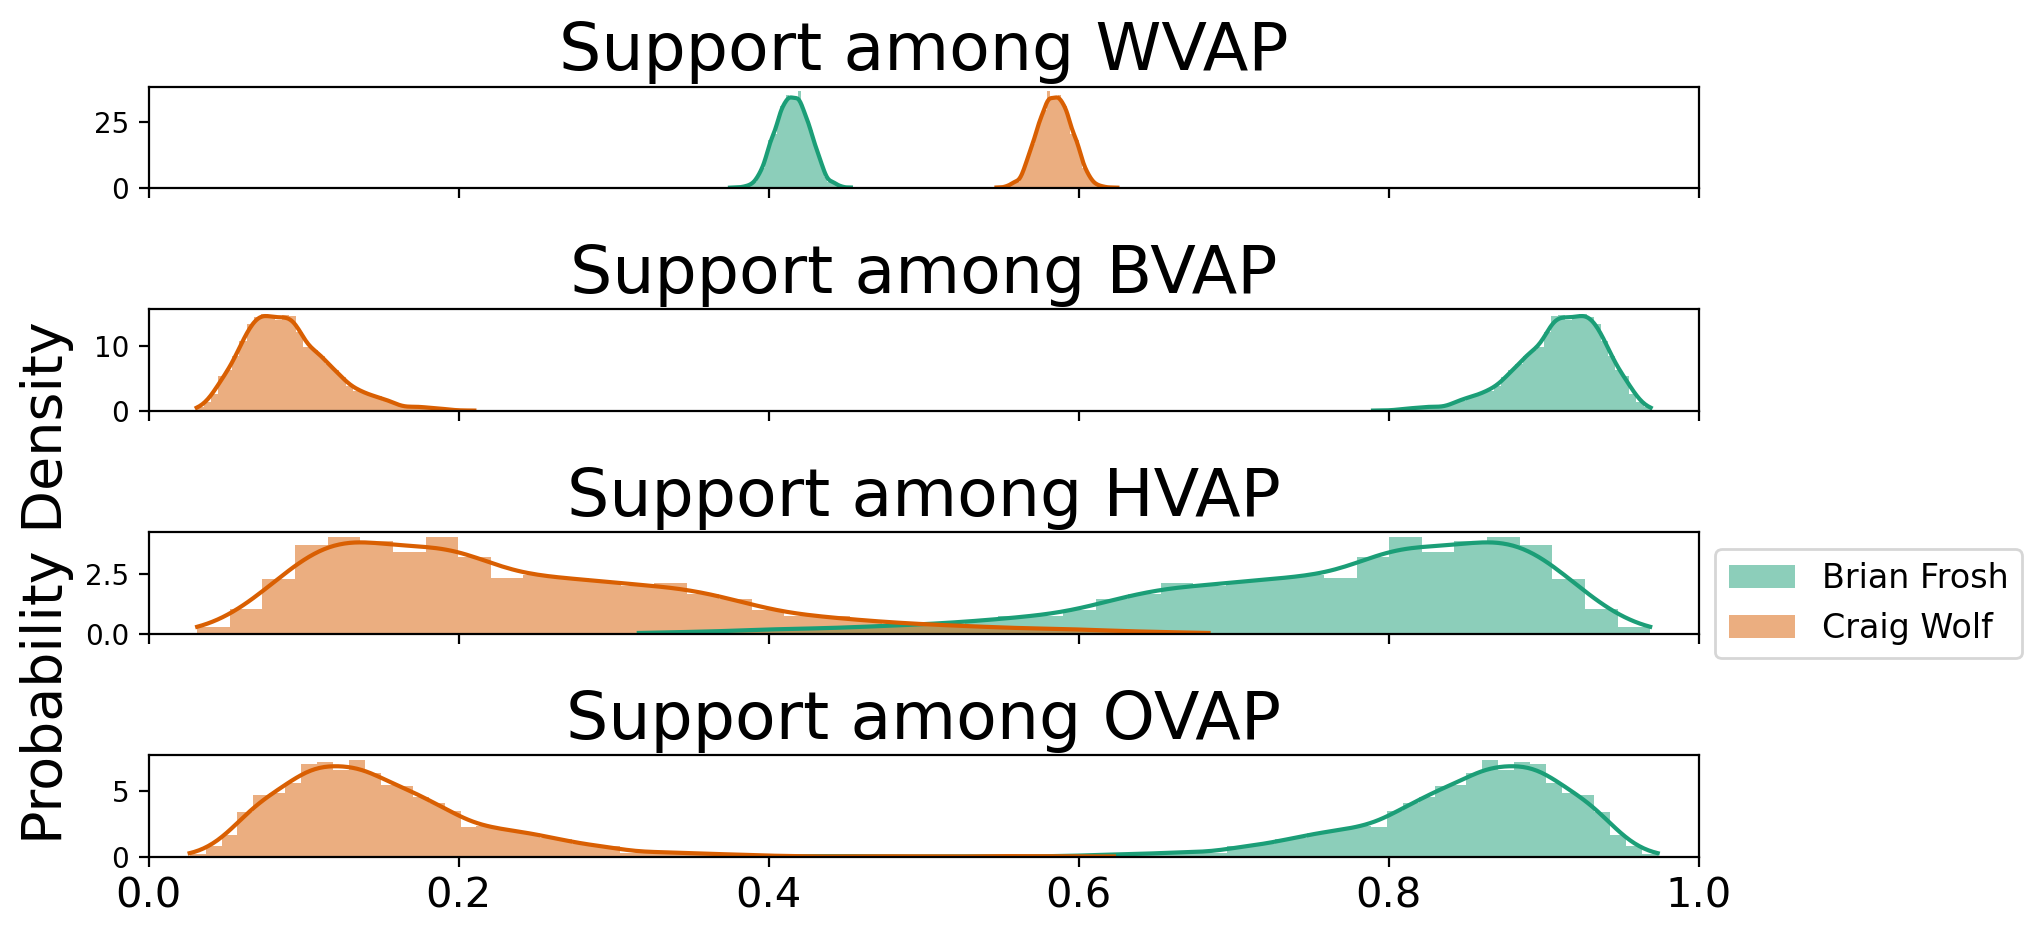 Support among WVAP
25
0
Support among BVAP
10
0
Support among HVAP
2.5
0.0
Support among OVAP
5
0
0.0 0.2 0.4 0.6 0.8 1.0
Probability Density
Brian Frosh
Craig Wolf